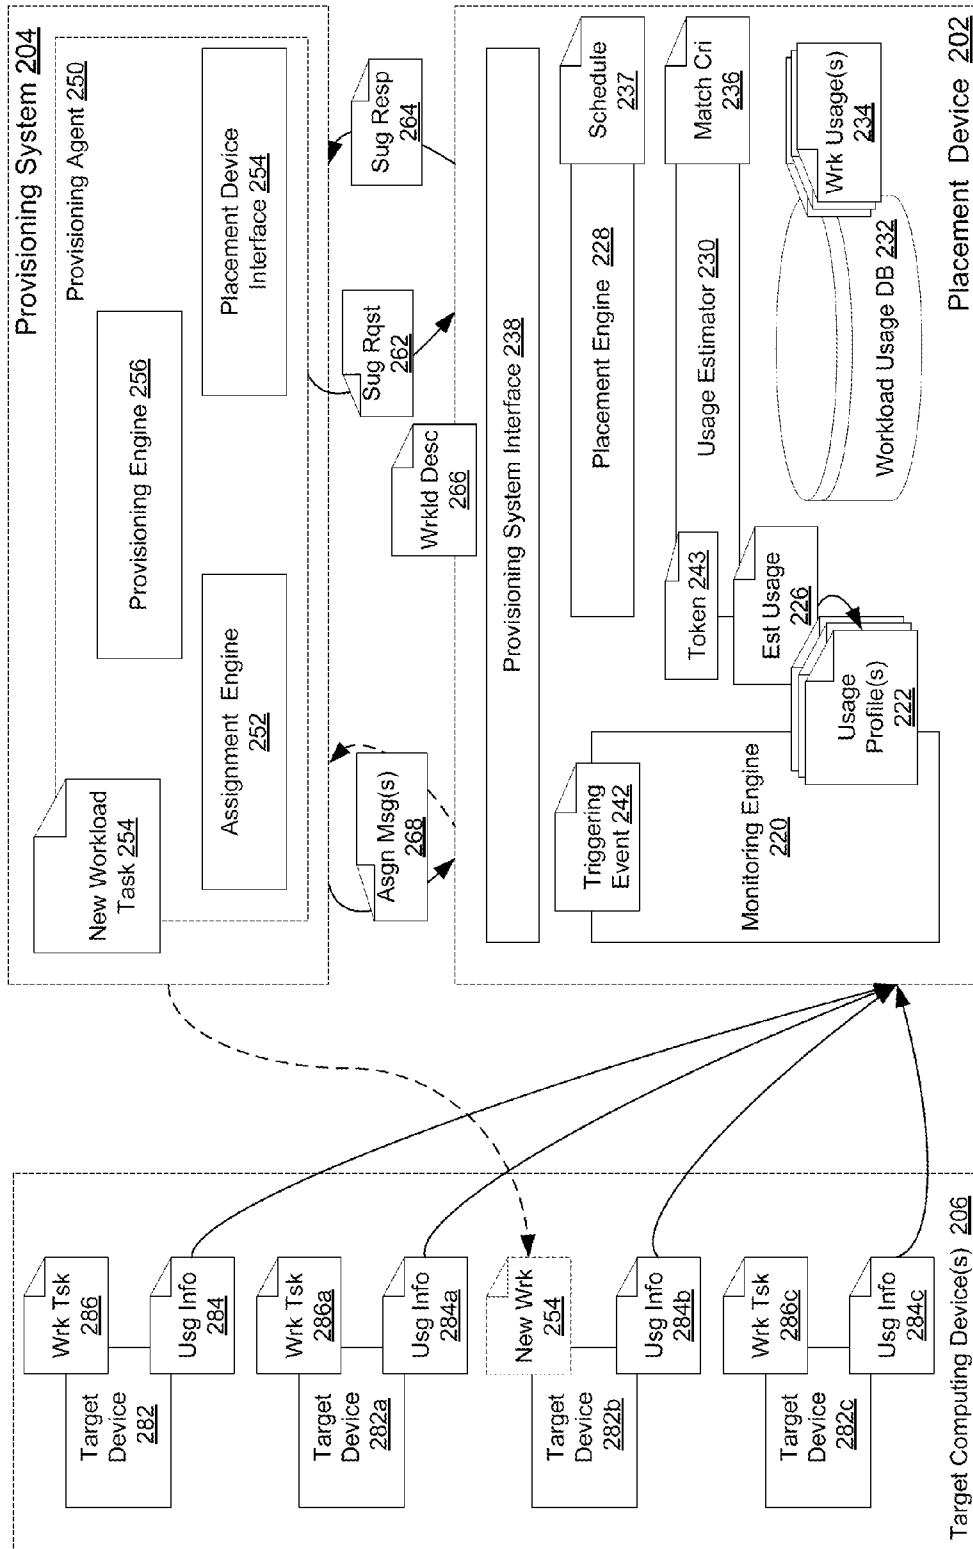 Provisioning System 204
Provisioning Agent 250
New Workload
Task 254
Provisioning Engine 256
Assignment Engine
252
Placement Device
Interface 254
Asgn Msg(s)
268
Wrkld Desc
266
Sug Rqst
262
Sug Resp
264
Provisioning System Interface 238
Placement Engine 228
Schedule
237
Usage Estimator 230
Match Cri
236
Token 243
Est Usage
226
Triggering
Event 242
Monitoring Engine
220
Usage
Profile(s)
222
Workload Usage DB 232
Wrk Usage(s)
234
Placement Device 202
Target
Device
282
Wrk Tsk
286
Usg Info
284
Target
Device
282a
Wrk Tsk
286a
Usg Info
284a
Target
Device
282b
New Wrk
254
Usg Info
284b
Target
Device
282c
Wrk Tsk
286c
Usg Info
284c
Target Computing Device(s) 206